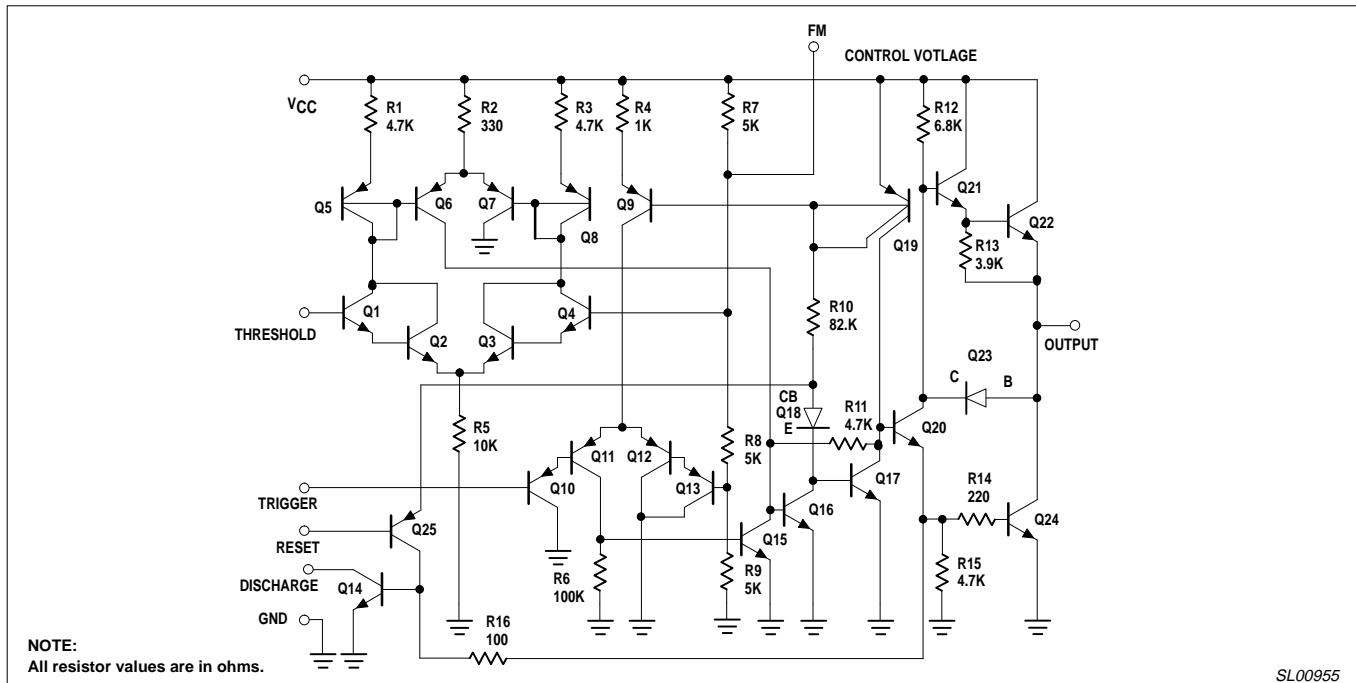 FM
CONTROL VOTLAGE
VCC
R1
4.7K
R2
330
R3
4.7K
R4
1K
R7
5K
R12
6.8K
Q5
Q6
Q7
Q8
Q9
Q19
Q21
Q22
R13
3.9K
THRESHOLD
Q1
Q2
Q3
Q4
R10
82.K
OUTPUT
Q23
C
B
CB
Q18
E
R11
4.7K
Q20
R5
10K
Q11
Q12
R8
5K
Q10
Q13
Q17
TRIGGER
Q16
R14
220
Q24
Q25
RESET
Q15
R15
4.7K
DISCHARGE
Q14
R6
100K
R9
5K
GND
R16
100
NOTE:
All resistor values are in ohms.
SL00955